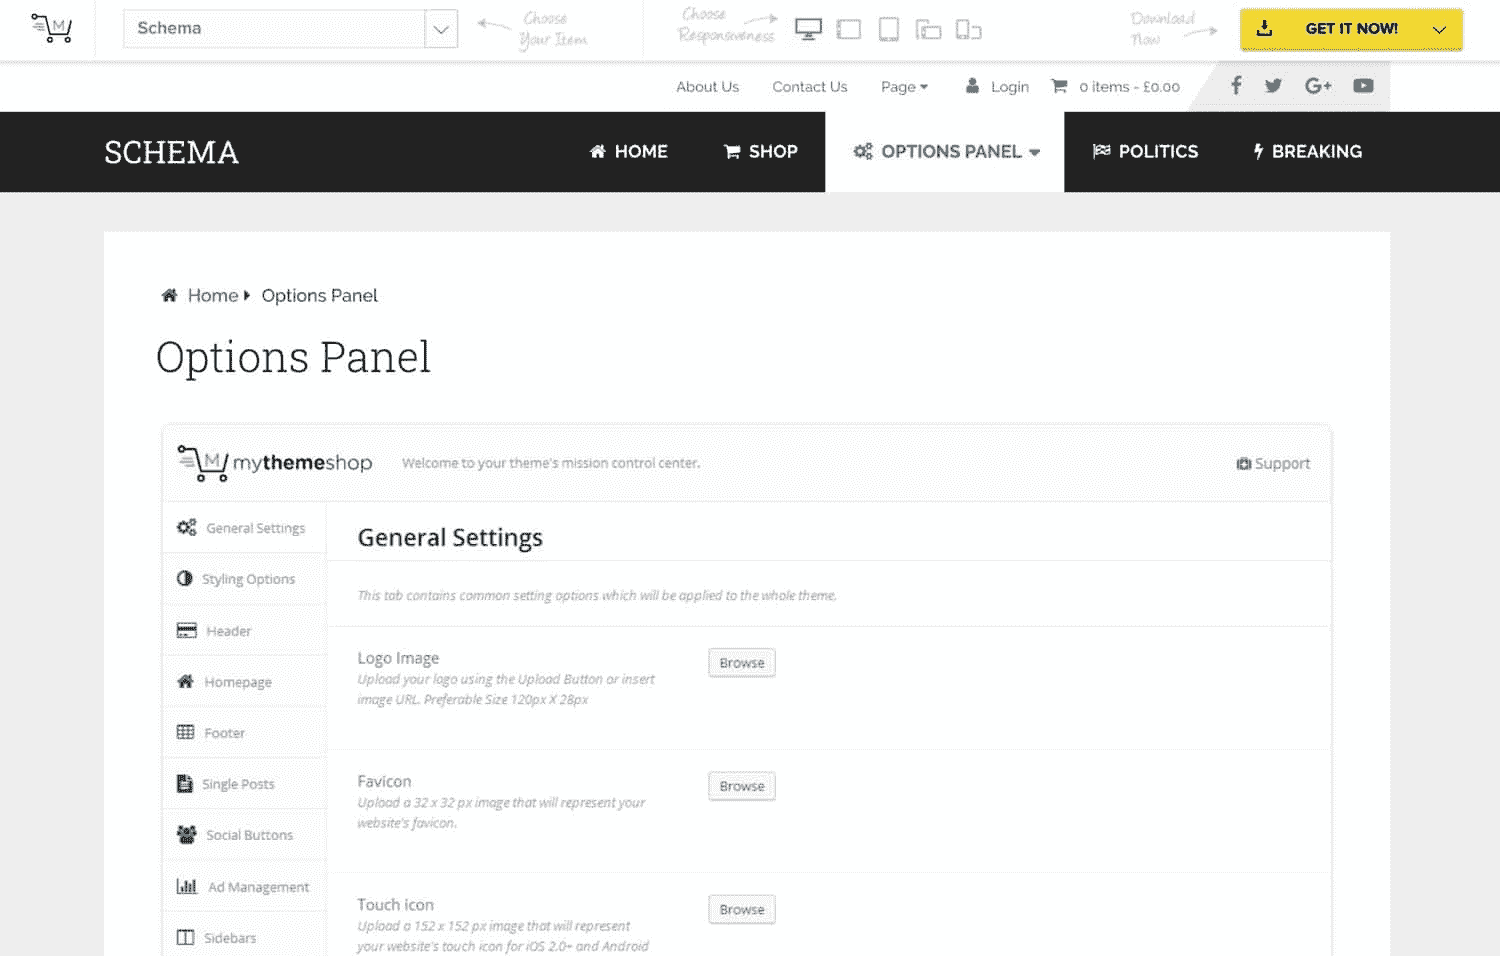 M
Schema
Choose
Your Item
Choose
Responsiveness
Download
Now
GET IT NOW!
About Us
Contact Us
Page
Login
0 items - £0.00
G+
SCHEMA
HOME
SHOP
OPTIONS PANEL
POLITICS
BREAKING
Home
Options Panel
Options Panel
M mythemeshop
Welcome to your theme's mission control center.
Support
General Settings
Styling Options
Header
Homepage
Footer
Single Posts
Social Buttons
Ad Management
Sidebars
General Settings
This tab contains common setting options which will be applied to the whole theme.
Logo Image
Upload your logo using the Upload Button or insert
image URL. Preferable Size 120px X 28px
Browse
Favicon
Upload a 32 x 32 px image that will represent your
website's favicon.
Browse
Touch icon
Upload a 152 x 152 px image that will represent
your website's touch icon for iOS 2.0+ and Android
Browse